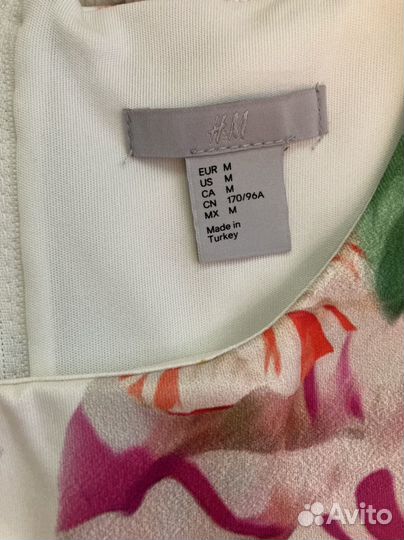 H&M
EUR M
US M
CA M
CN 170/96A
MX M
Made in
Turkey
Avito